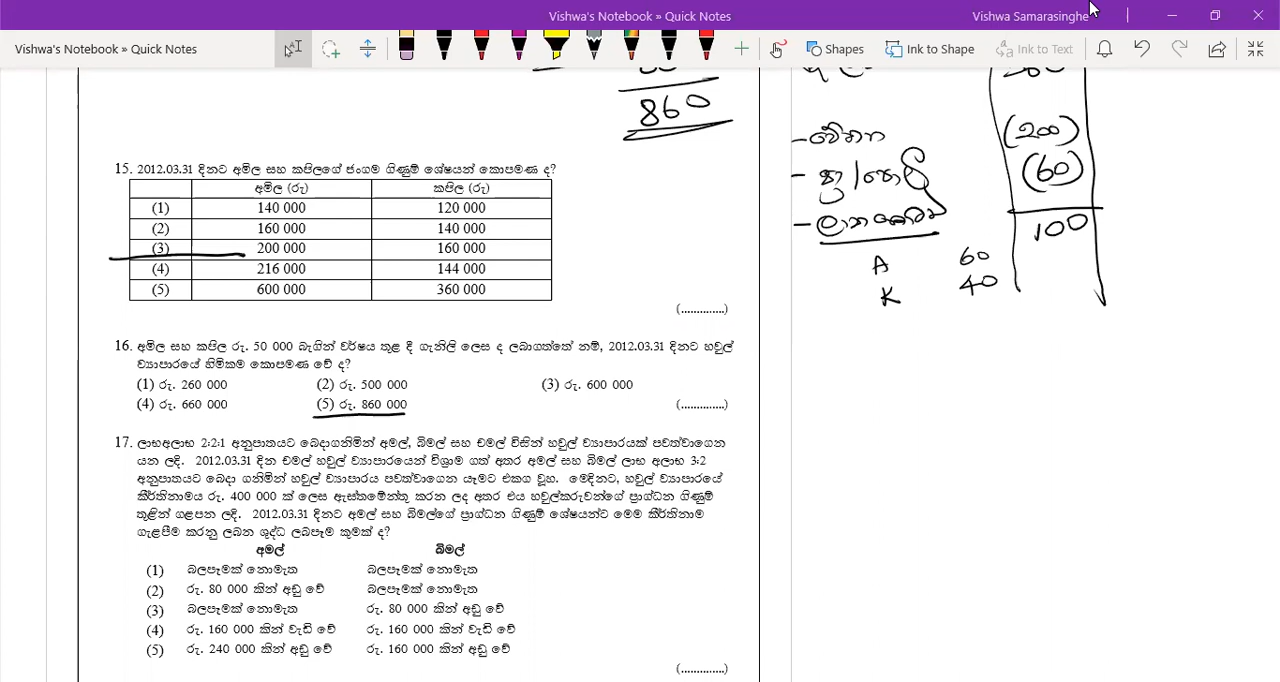 Vishwa's Notebook » Quick Notes
Vishwa Samarasinghe
Vishwa's Notebook » Quick Notes
Shapes
Ink to Shape
Ink to Text
860
15. 2012.03.31 දිනට අමිල සහ කපිලගේ ජංගම ගිණුම් ශේෂයන් කොපමණ ද?
අමිල (රු) කපිල (රු)
(1) 140 000 120 000
(2) 160 000 140 000
(3) 200 000 160 000
(4) 216 000 144 000
(5) 600 000 360 000
(..............)
16. අමිල සහ කපිල රු. 50 000 බැගින් වර්ෂය තුළ දී ගැනිලි ලෙස ද ලබාගත්තේ නම්, 2012.03.31 දිනට හවුල්
ව්‍යාපාරයේ හිමිකම කොපමණ වේ ද?
(1) රු. 260 000 (2) රු. 500 000 (3) රු. 600 000
(4) රු. 660 000 (5) රු. 860 000 (..............)
17. ලාභඅලාභ 2:2:1 අනුපාතයට බෙදාගනිමින් අමල්, බිමල් සහ චමල් විසින් හවුල් ව්‍යාපාරයක් පවත්වාගෙන
යන ලදි. 2012.03.31 දින චමල් හවුල් ව්‍යාපාරයෙන් විශ්‍රාම ගත් අතර අමල් සහ බිමල් ලාභ අලාභ 3:2
අනුපාතයට බෙදා ගනිමින් හවුල් ව්‍යාපාරය පවත්වාගෙන යෑමට එකඟ වූහ. මෙදිනට, හවුල් ව්‍යාපාරයේ
කීර්තිනාමය රු. 400 000 ක් ලෙස ඇස්තමේන්තු කරන ලද අතර එය හවුල්කරුවන්ගේ ප්‍රාග්ධන ගිණුම්
තුළින් ගළපන ලදි. 2012.03.31 දිනට අමල් සහ බිමල්ගේ ප්‍රාග්ධන ගිණුම් ශේෂයන්ට මෙම කීර්තිනාම
ගැළපීම කරනු ලබන ශුද්ධ ලබපෑම කුමක් ද?
අමල් බිමල්
(1) බලපෑමක් නොමැත බලපෑමක් නොමැත
(2) රු. 80 000 කින් අඩු වේ බලපෑමක් නොමැත
(3) බලපෑමක් නොමැත රු. 80 000 කින් අඩු වේ
(4) රු. 160 000 කින් වැඩි වේ රු. 160 000 කින් වැඩි වේ
(5) රු. 240 000 කින් අඩු වේ රු. 160 000 කින් අඩු වේ
(..............)
- වේතන (200)
- ප්‍රා/පොලී (60)
100
A 60
K 40